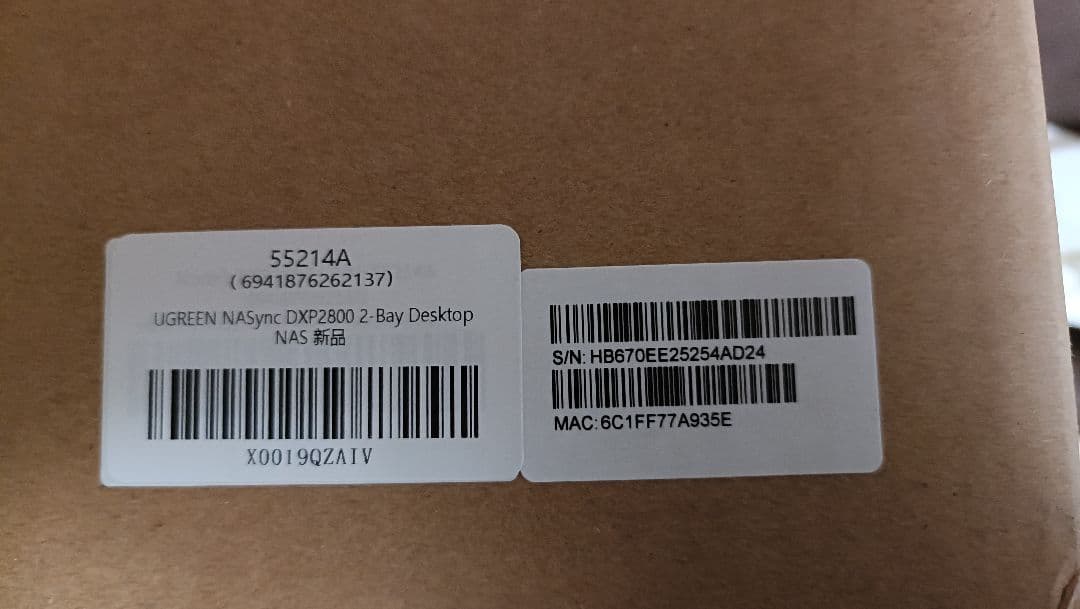 55214A
(6941876262137)
UGREEN NASync DXP2800 2-Bay Desktop
NAS 新品
X0019QZAIV
S/N: HB670EE25254AD24
MAC: 6C1FF77A935E